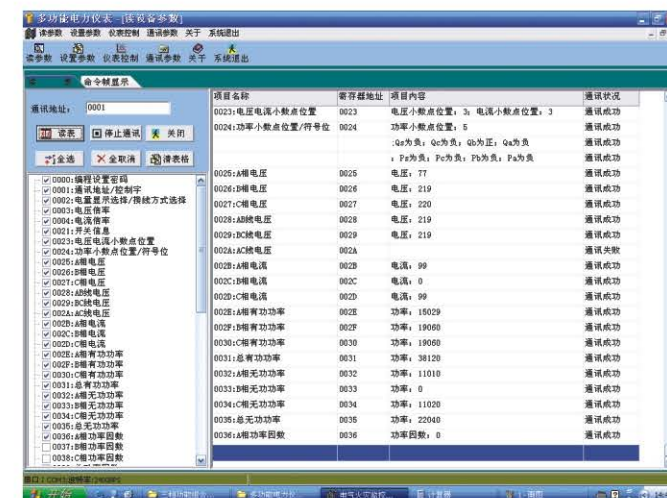 多功能电力仪表 - [读设备参数]
读参数 设置参数 仪表控制 通讯参数 关于 系统退出
读参数 设置参数 仪表控制 通讯参数 关于 系统退出
命令帧显示
通讯地址: 0001
读表 停止通讯 关闭
全选 全取消 清表格
0000:编程设置密码
0001:通讯地址/控制字
0002:电量显示选择/接线方式选择
0003:电压倍率
0004:电流倍率
0021:开关信息
0023:电压电流小数点位置
0024:功率小数点位置/符号位
0025:A相电压
0026:B相电压
0027:C相电压
0028:AB线电压
0029:BC线电压
002A:AC线电压
002B:A相电流
002C:B相电流
002D:C相电流
002E:A相有功功率
002F:B相有功功率
0030:C相有功功率
0031:总有功功率
0032:A相无功功率
0033:B相无功功率
0034:C相无功功率
0035:总无功功率
0036:A相功率因数
0037:B相功率因数
0038:C相功率因数
项目名称 寄存器地址 项目内容 通讯状况
0023:电压电流小数点位置 0023 电压小数点位置: 3; 电流小数点位置: 3 通讯成功
0024:功率小数点位置/符号位 0024 功率小数点位置: 5 通讯成功
:Qs为负; Qc为负; Qb为正; Qa为负
; Ps为负; Pc为负; Pb为负; Pa为负
0025:A相电压 0025 电压: 77 通讯成功
0026:B相电压 0026 电压: 219 通讯成功
0027:C相电压 0027 电压: 220 通讯成功
0028:AB线电压 0028 电压: 219 通讯成功
0029:BC线电压 0029 电压: 219 通讯成功
002A:AC线电压 002A 通讯失败
002B:A相电流 002B 电流: 99 通讯成功
002C:B相电流 002C 电流: 0 通讯成功
002D:C相电流 002D 电流: 99 通讯成功
002E:A相有功功率 002E 功率: 15029 通讯成功
002F:B相有功功率 002F 功率: 19060 通讯成功
0030:C相有功功率 0030 功率: 19060 通讯成功
0031:总有功功率 0031 功率: 38120 通讯成功
0032:A相无功功率 0032 功率: 11010 通讯成功
0033:B相无功功率 0033 功率: 0 通讯成功
0034:C相无功功率 0034 功率: 11020 通讯成功
0035:总无功功率 0035 功率: 22040 通讯成功
0036:A相功率因数 0036 功率因数: 0 通讯成功
串口:COM3;波特率:2400BPS
开始